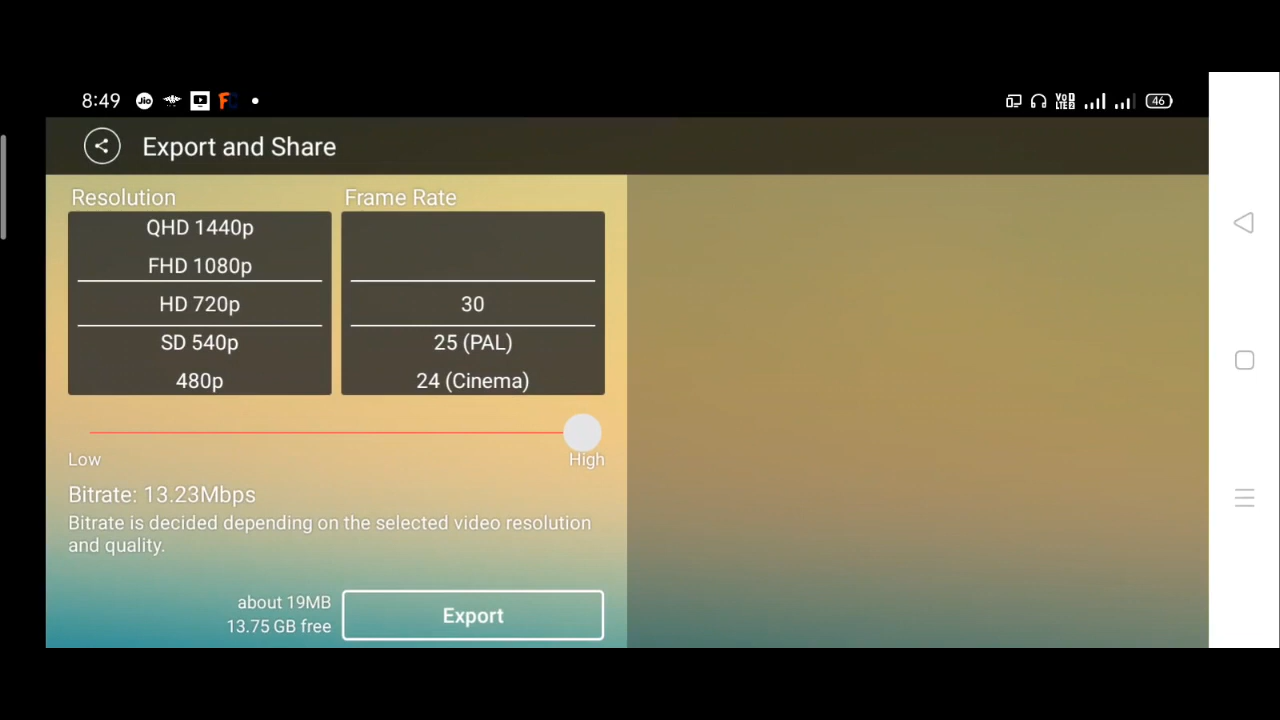 8:49
Jio
46
Export and Share
Resolution
Frame Rate
QHD 1440p
FHD 1080p
HD 720p
SD 540p
480p
30
25 (PAL)
24 (Cinema)
Low
High
Bitrate: 13.23Mbps
Bitrate is decided depending on the selected video resolution
and quality.
about 19MB
13.75 GB free
Export